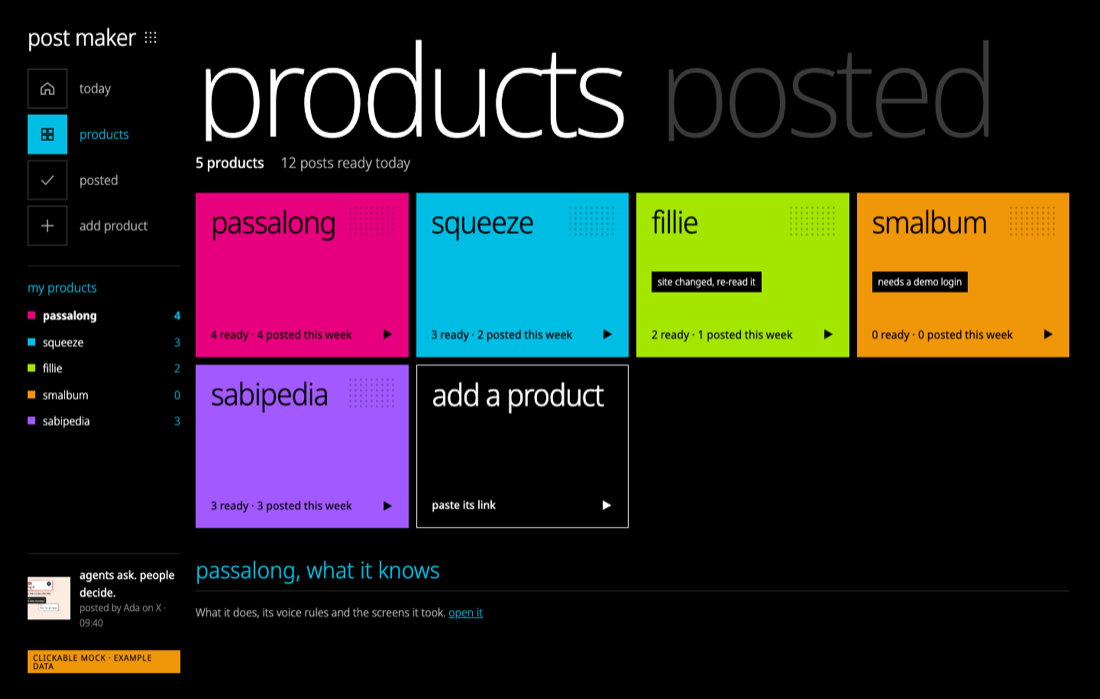 post maker
today
products
posted
add product
my products
passalong 4
squeeze 3
fillie 2
smalbum 0
sabipedia 3
agents ask. people
decide.
posted by Ada on X ·
09:40
CLICKABLE MOCK · EXAMPLE
DATA
products posted
5 products 12 posts ready today
passalong
4 ready · 4 posted this week
squeeze
3 ready · 2 posted this week
fillie
site changed, re-read it
2 ready · 1 posted this week
smalbum
needs a demo login
0 ready · 0 posted this week
sabipedia
3 ready · 3 posted this week
add a product
paste its link
passalong, what it knows
What it does, its voice rules and the screens it took. open it